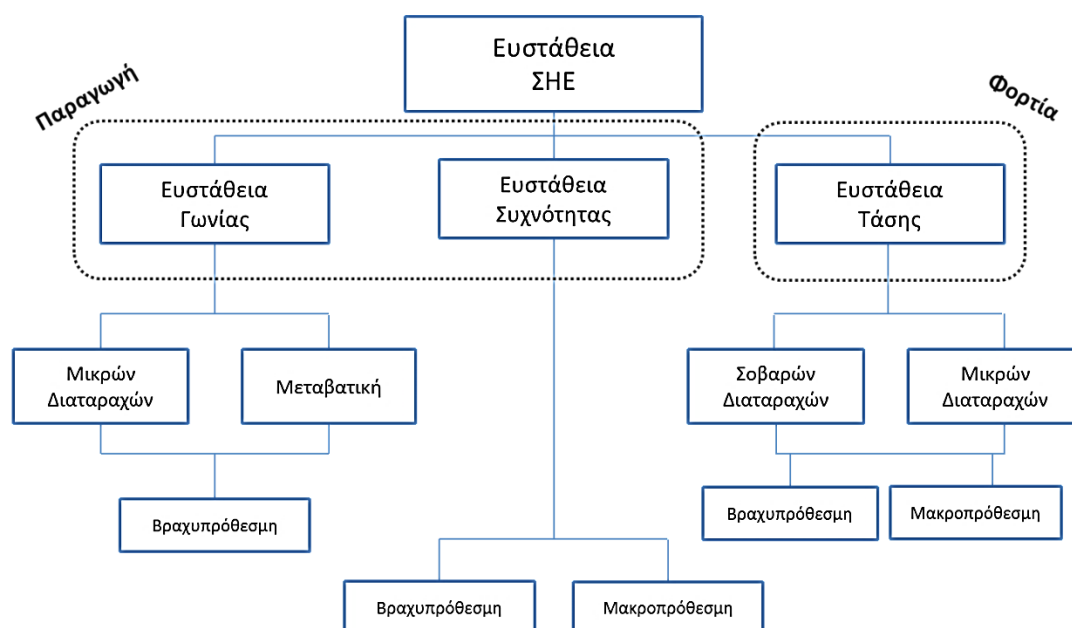 Ευστάθεια
ΣΗΕ
Παραγωγή
Φορτία
Ευστάθεια
Γωνίας
Ευστάθεια
Συχνότητας
Ευστάθεια
Τάσης
Μικρών
Διαταραχών
Μεταβατική
Σοβαρών
Διαταραχών
Μικρών
Διαταραχών
Βραχυπρόθεσμη
Βραχυπρόθεσμη
Μακροπρόθεσμη
Βραχυπρόθεσμη
Μακροπρόθεσμη